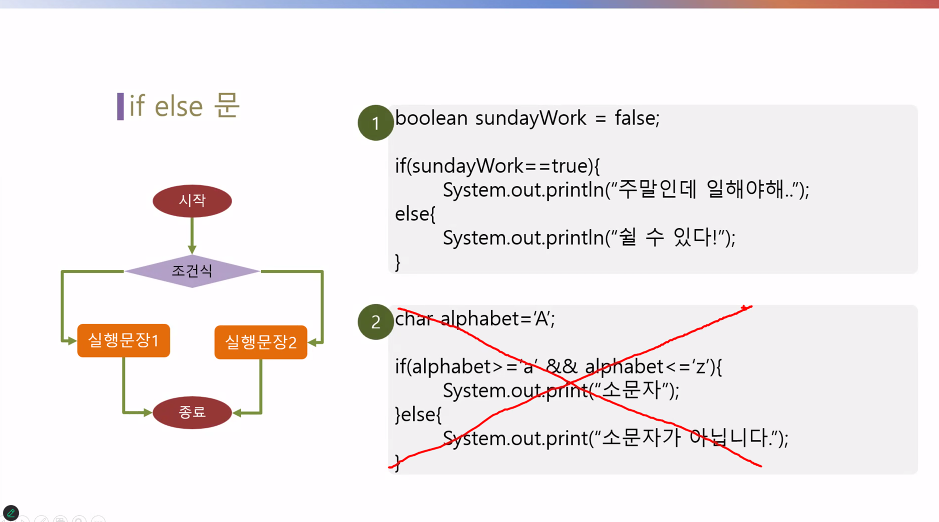 if else 문
시작
조건식
실행문장1
실행문장2
종료
1
boolean sundayWork = false;
if(sundayWork==true){
System.out.println(“주말인데 일해야해..”);
else{
System.out.println(“쉴 수 있다!”);
}
2
char alphabet=‘A’;
if(alphabet>=‘a’ && alphabet<=‘z’){
System.out.print(“소문자”);
}else{
System.out.print(“소문자가 아닙니다.”);
}